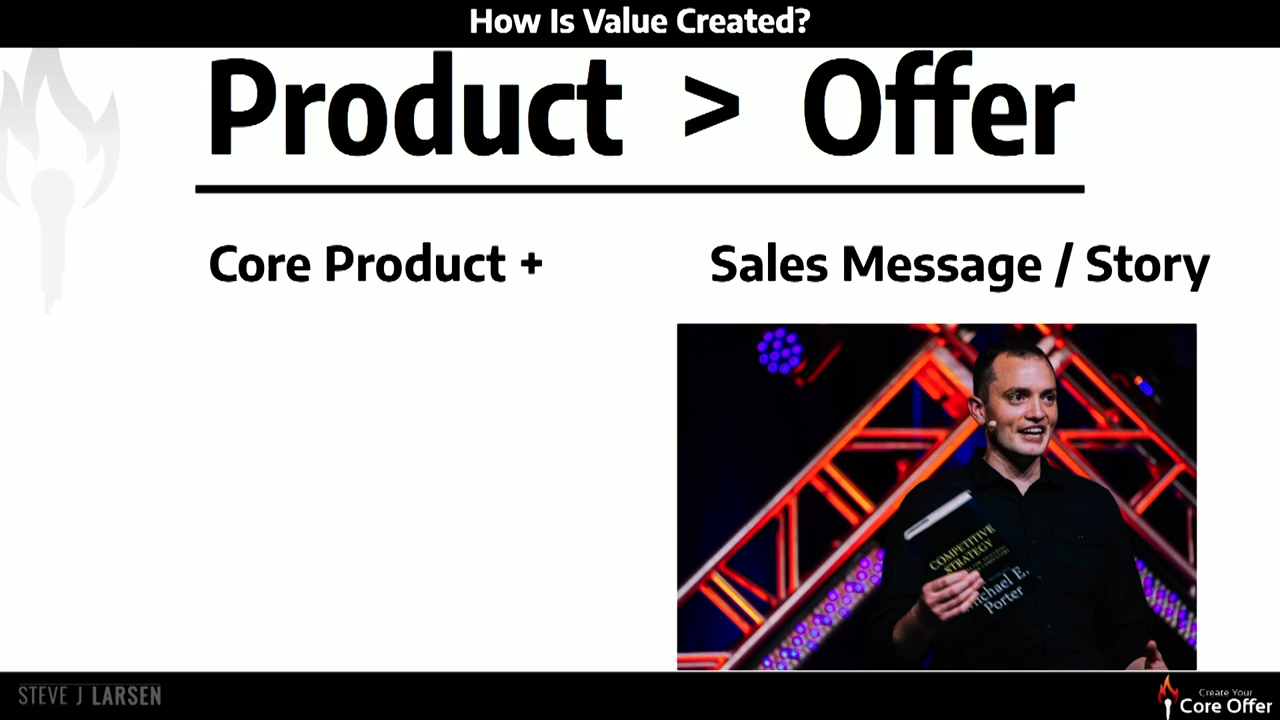 How Is Value Created?
Product > Offer
Core Product +
Sales Message / Story
COMPETITIVE
STRATEGY
Michael E.
Porter
STEVE J LARSEN
Create Your
Core Offer